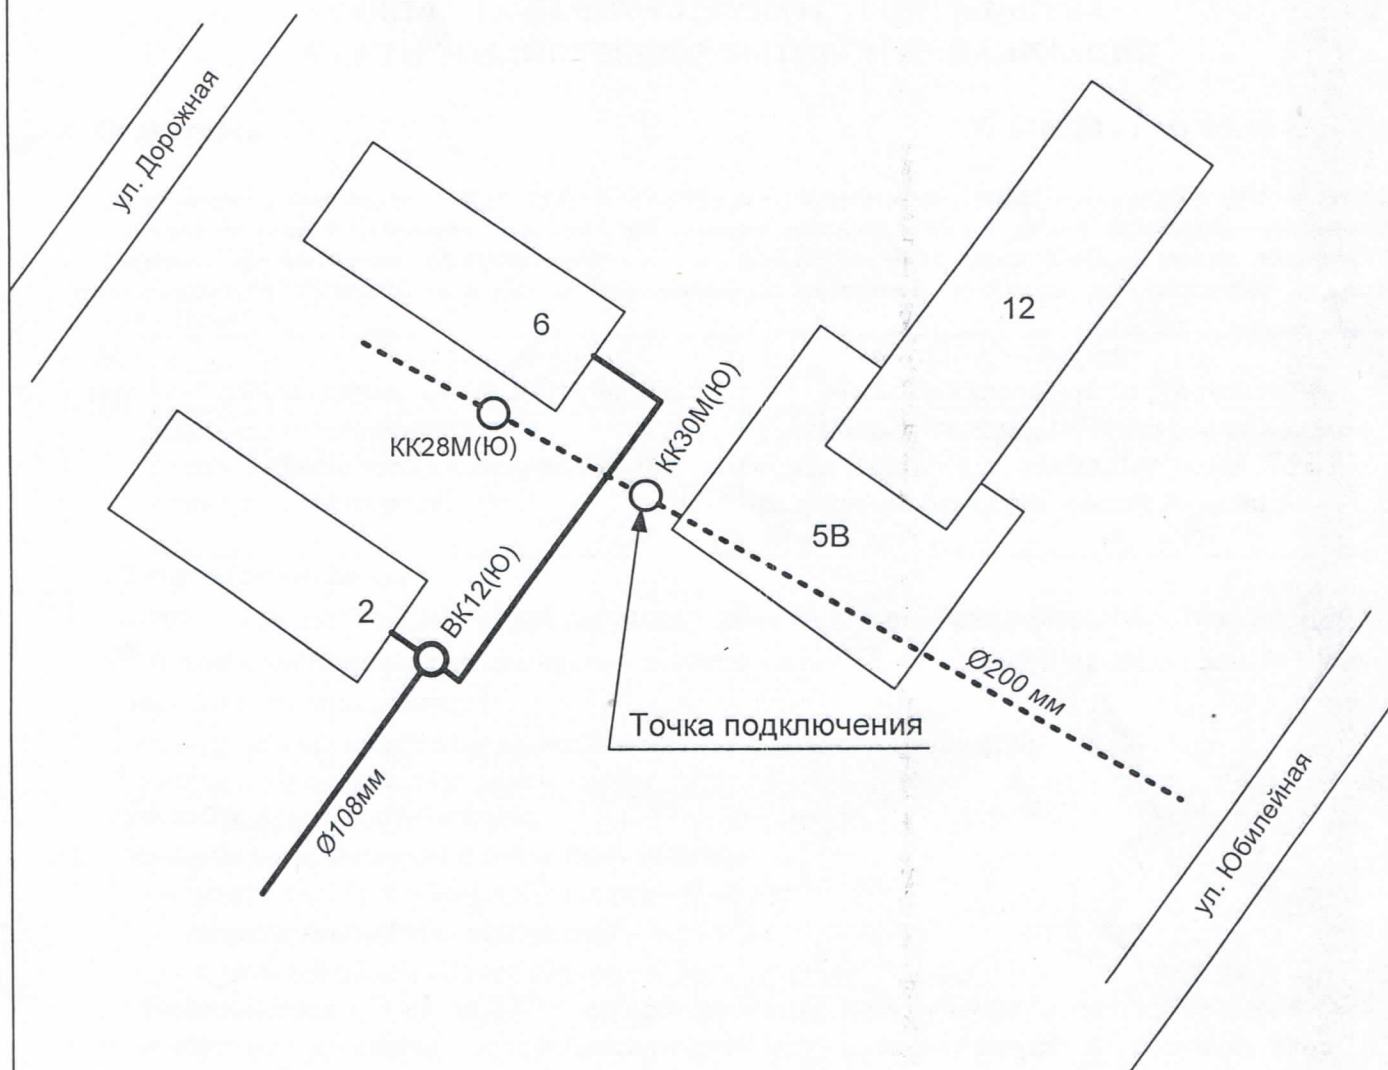 ул. Дорожная
6
12
КК28М(Ю)
КК30М(Ю)
5В
2
ВК12(Ю)
Ø200 мм
Точка подключения
Ø108мм
ул. Юбилейная